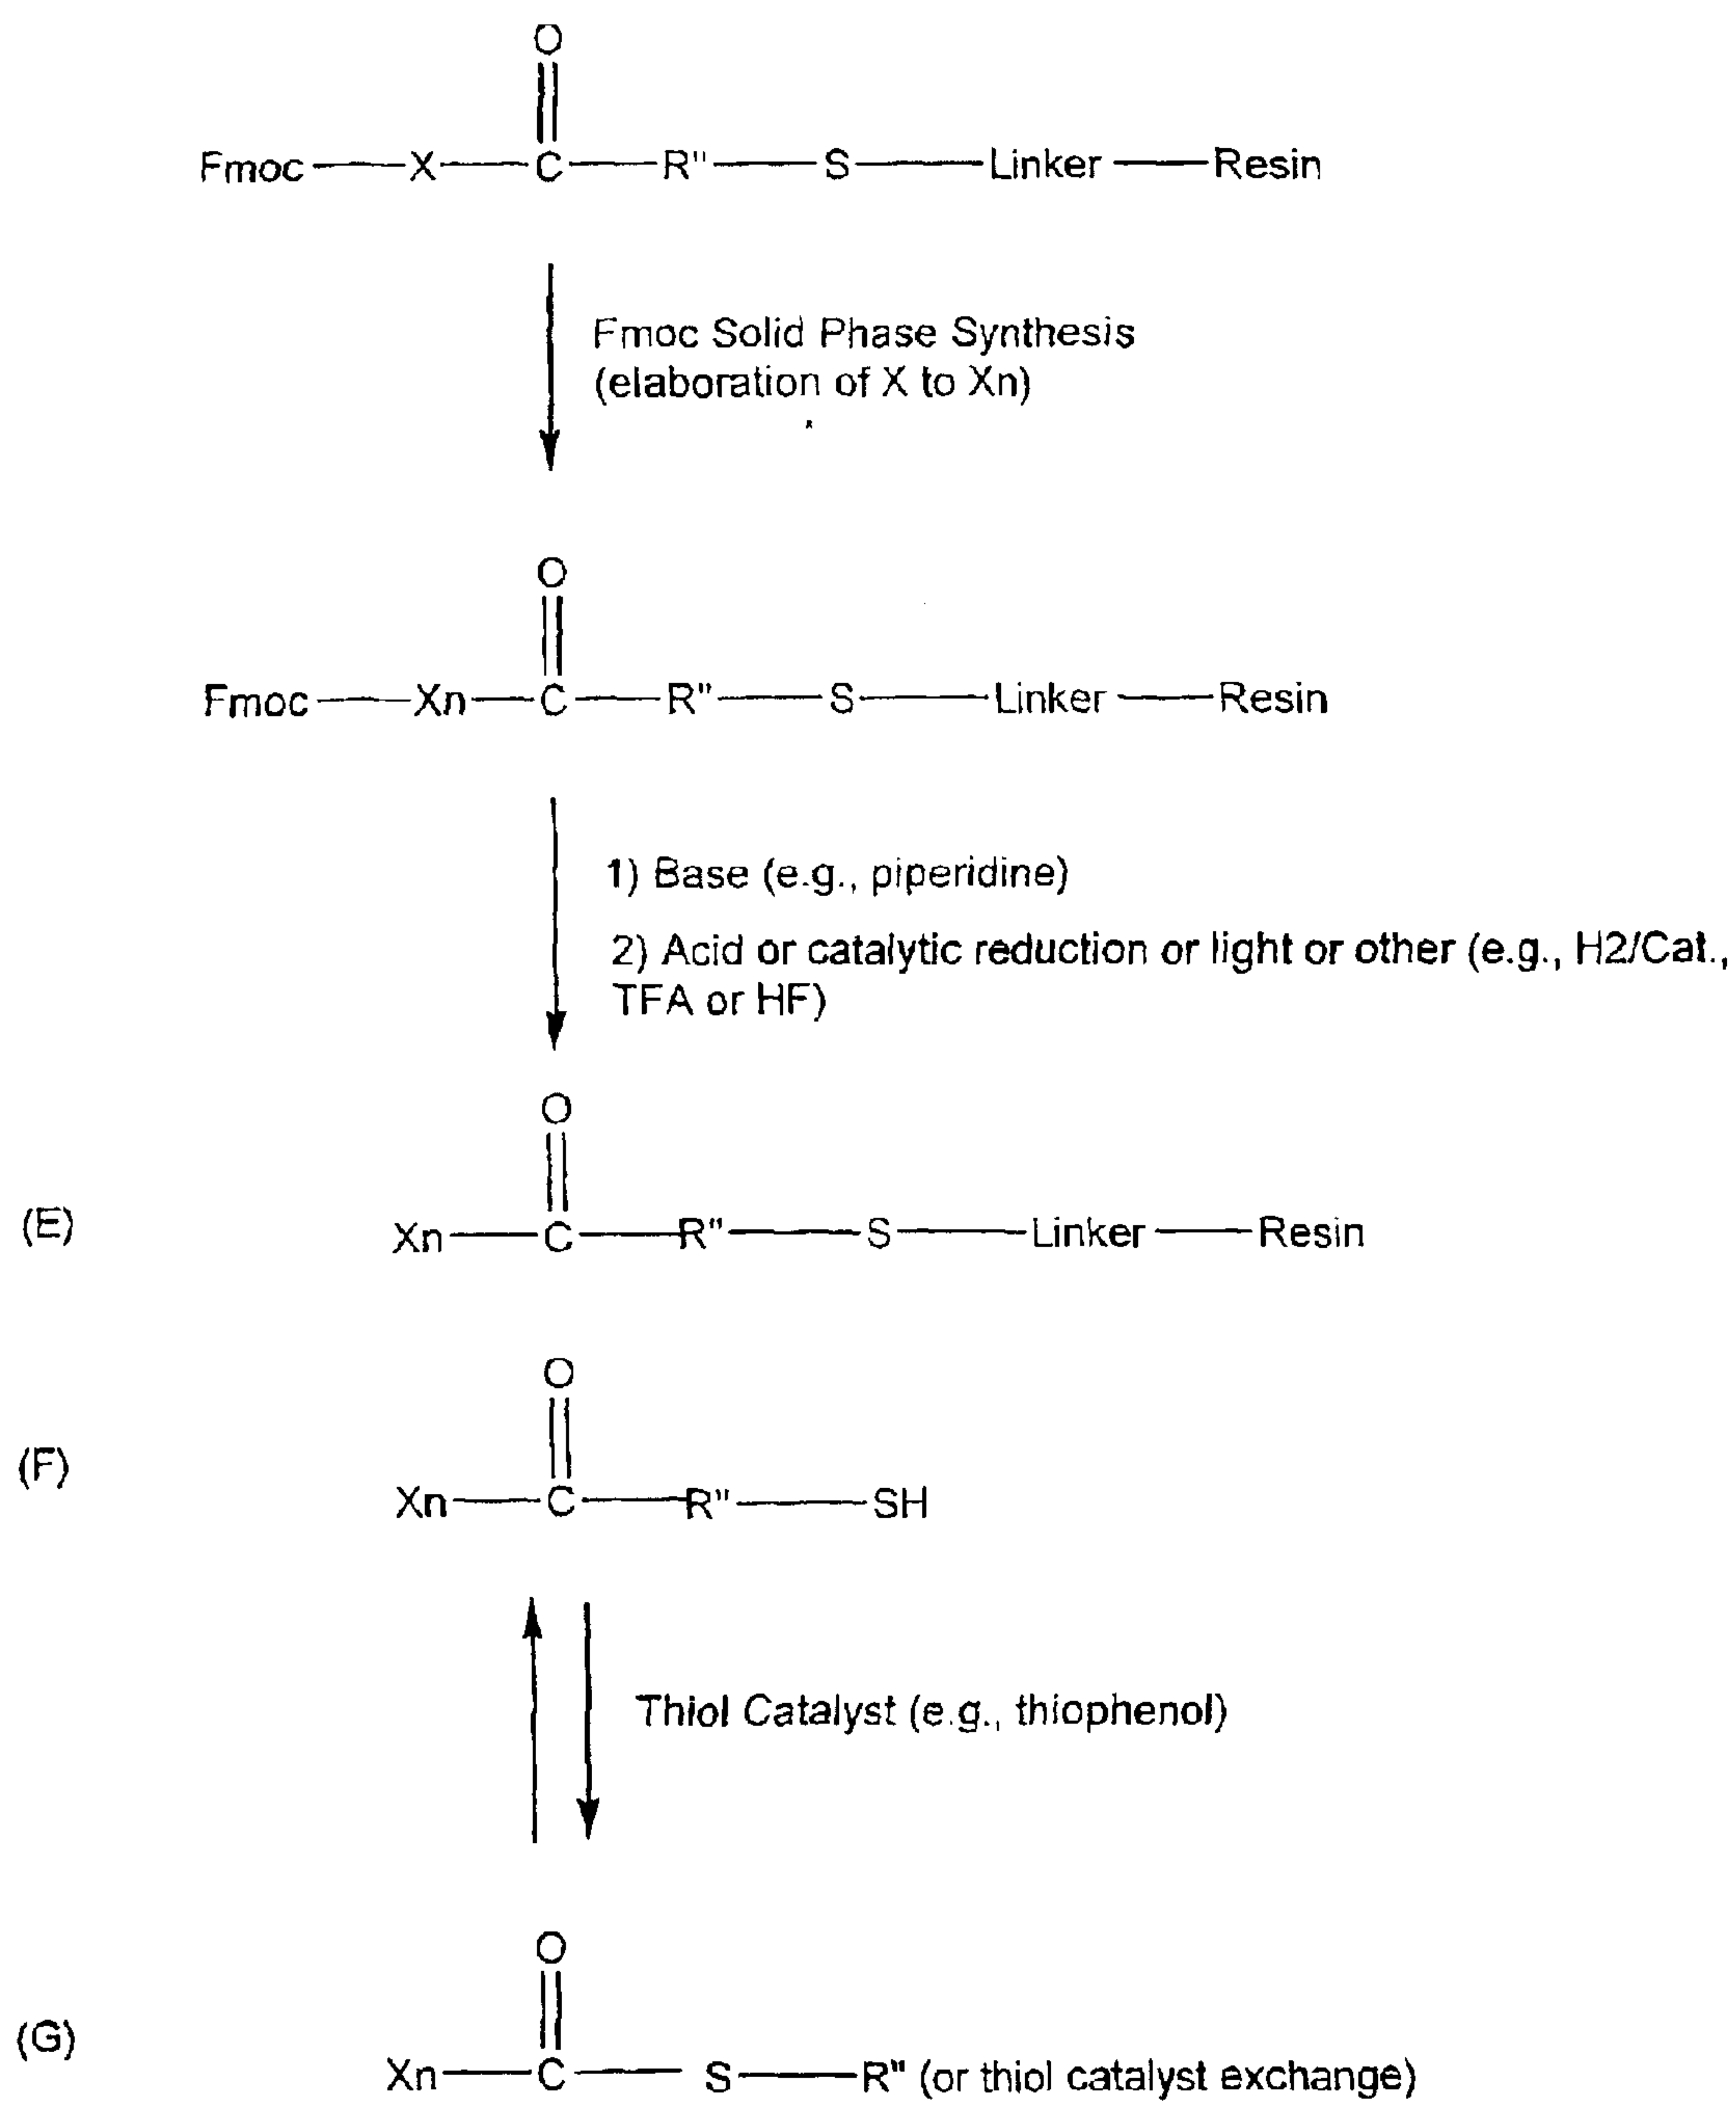 O
Fmoc X C R" S Linker Resin
Fmoc Solid Phase Synthesis
(elaboration of X to Xn)
O
Fmoc Xn C R" S Linker Resin
1) Base (e.g., piperidine)
2) Acid or catalytic reduction or light or other (e.g., H2/Cat.,
TFA or HF)
O
(E) Xn C R" S Linker Resin
O
(F) Xn C R" SH
Thiol Catalyst (e.g., thiophenol)
O
(G) Xn C S R" (or thiol catalyst exchange)